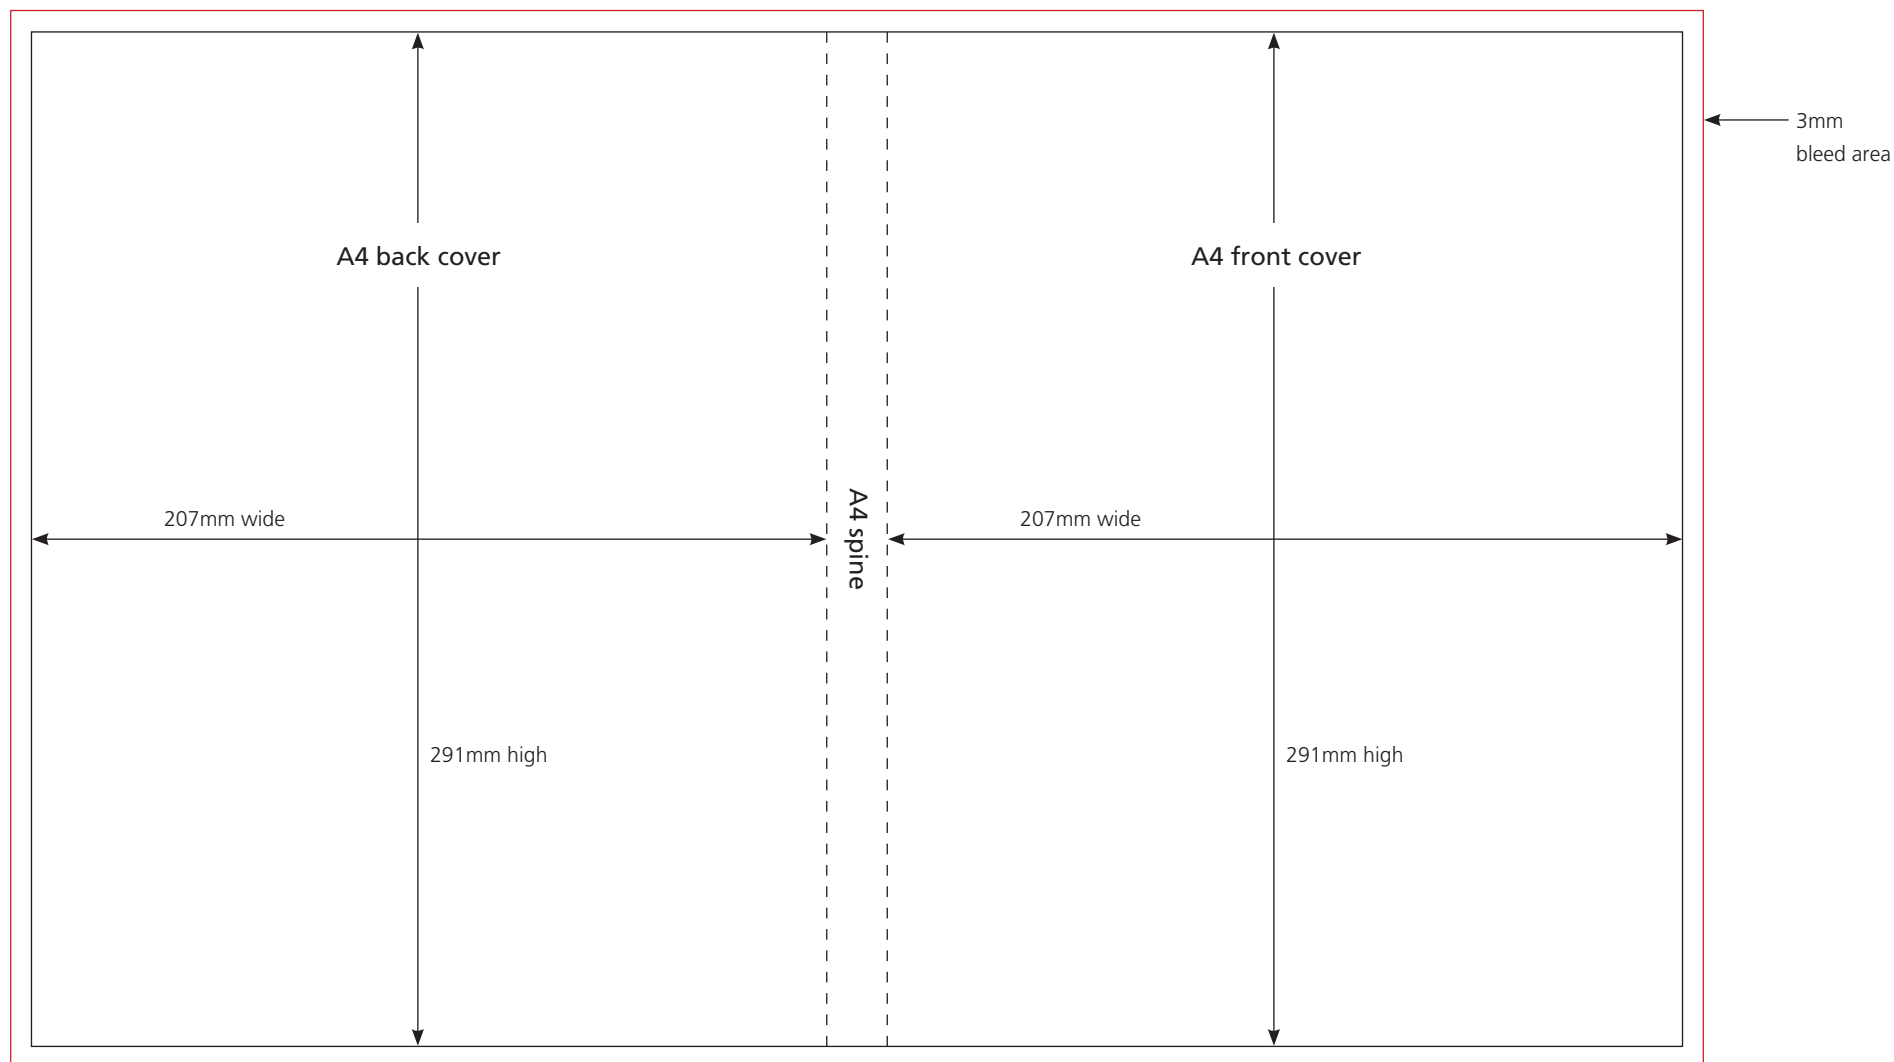 3mm
bleed area
A4 back cover
A4 front cover
207mm wide
A4 spine
207mm wide
291mm high
291mm high